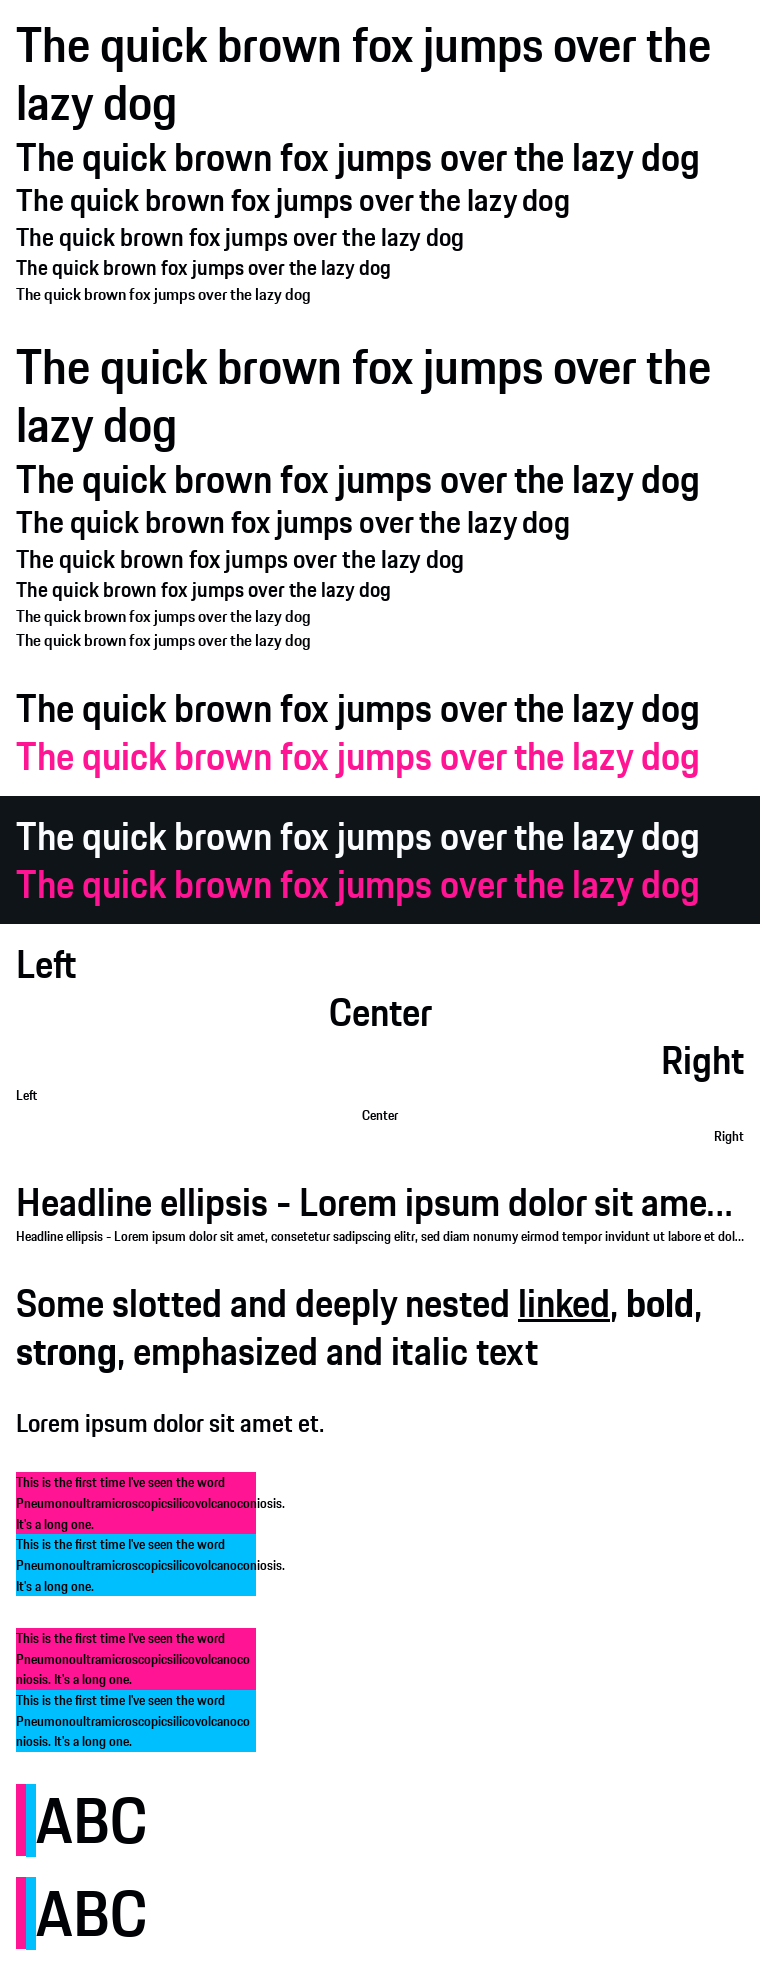 The quick brown fox jumps over the
lazy dog
The quick brown fox jumps over the lazy dog
The quick brown fox jumps over the lazy dog
The quick brown fox jumps over the lazy dog
The quick brown fox jumps over the lazy dog
The quick brown fox jumps over the lazy dog
The quick brown fox jumps over the
lazy dog
The quick brown fox jumps over the lazy dog
The quick brown fox jumps over the lazy dog
The quick brown fox jumps over the lazy dog
The quick brown fox jumps over the lazy dog
The quick brown fox jumps over the lazy dog
The quick brown fox jumps over the lazy dog
The quick brown fox jumps over the lazy dog
The quick brown fox jumps over the lazy dog
The quick brown fox jumps over the lazy dog
The quick brown fox jumps over the lazy dog
Left
Center
Right
Left
Center
Right
Headline ellipsis - Lorem ipsum dolor sit ame...
Headline ellipsis - Lorem ipsum dolor sit amet, consetetur sadipscing elitr, sed diam nonumy eirmod tempor invidunt ut labore et dol...
Some slotted and deeply nested linked, bold,
strong, emphasized and italic text
Lorem ipsum dolor sit amet et.
This is the first time I've seen the word
Pneumonoultramicroscopicsilicovolcanoconiosis.
It's a long one.
This is the first time I've seen the word
Pneumonoultramicroscopicsilicovolcanoconiosis.
It's a long one.
This is the first time I've seen the word
Pneumonoultramicroscopicsilicovolcanoco
niosis. It's a long one.
This is the first time I've seen the word
Pneumonoultramicroscopicsilicovolcanoco
niosis. It's a long one.
ABC
ABC